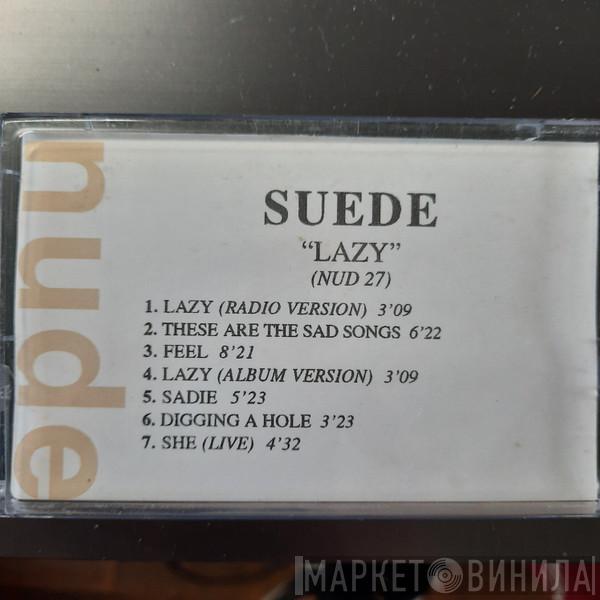 nude
SUEDE
“LAZY”
(NUD 27)
1. LAZY (RADIO VERSION) 3’09
2. THESE ARE THE SAD SONGS 6’22
3. FEEL 8’21
4. LAZY (ALBUM VERSION) 3’09
5. SADIE 5’23
6. DIGGING A HOLE 3’23
7. SHE (LIVE) 4’32
МАРКЕТ ВИНИЛА